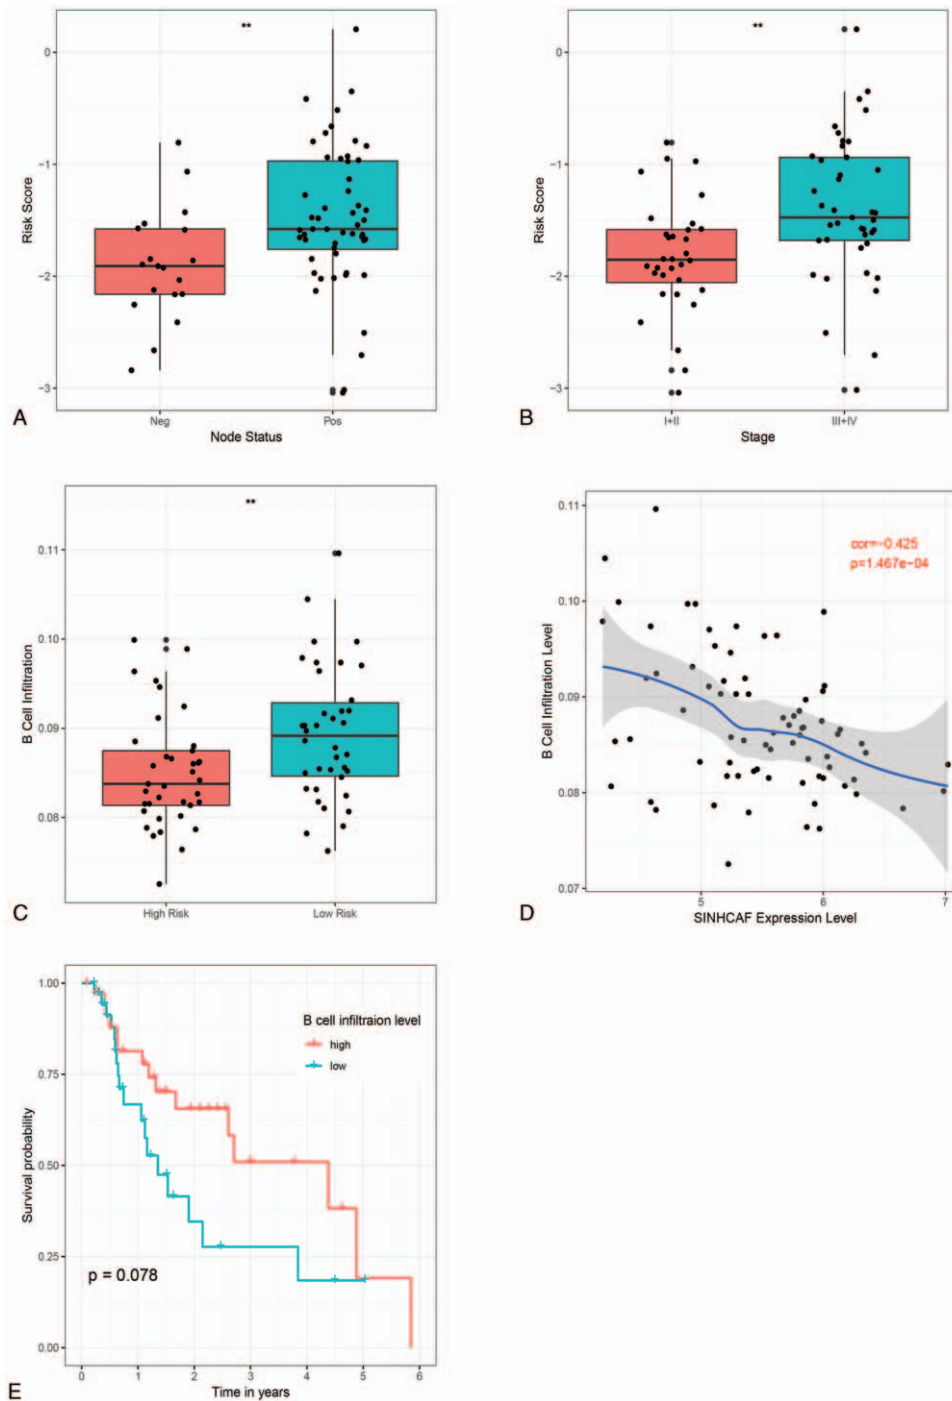 **
0
−1
−2
−3
Risk Score
Neg
Pos
Node Status
A
**
0
−1
−2
−3
Risk Score
I+II
III+IV
Stage
B
**
0.11
0.10
0.09
0.08
B Cell Infiltration
High Risk
Low Risk
C
0.11
0.10
0.09
0.07
0.08
B Cell Infiltration Level
cor=−0.425
p=1.467e−04
5
6
7
SINHCAF Expression Level
D
1.00
0.75
0.50
0.25
0.00
Survival probability
B cell infiltraion level
high
low
p = 0.078
0
1
2
3
4
5
6
Time in years
E